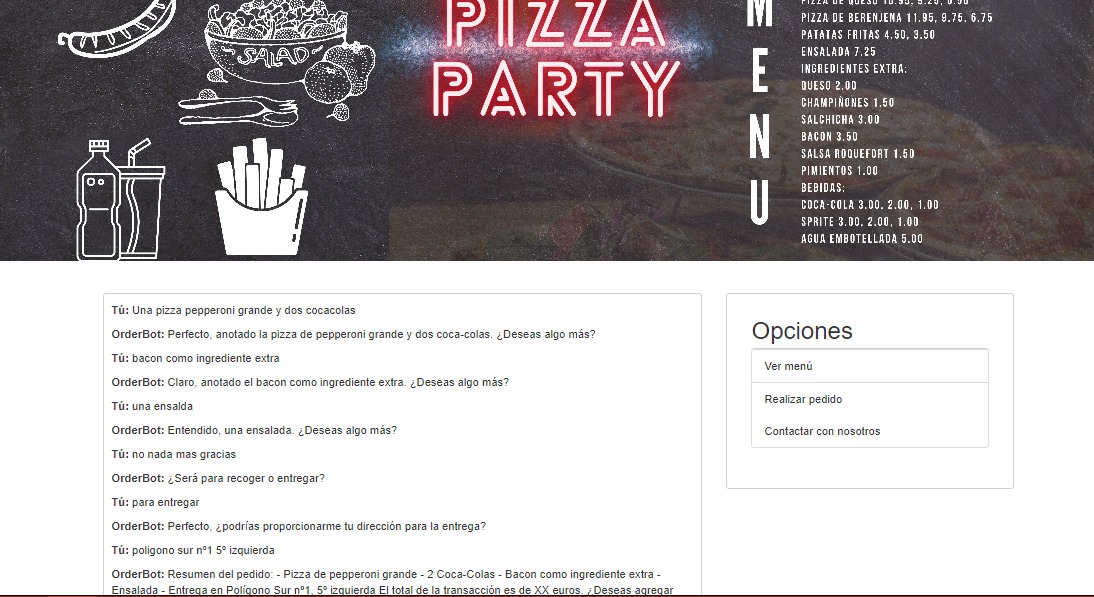 SALAD
PIZZA
PARTY
MENU
PIZZA DE QUESO 10.95, 9.25, 6.50
PIZZA DE BERENJENA 11.95, 9.75, 6.75
PATATAS FRITAS 4.50, 3.50
ENSALADA 7.25
INGREDIENTES EXTRA:
QUESO 2.00
CHAMPIÑONES 1.50
SALCHICHA 3.00
BACON 3.50
SALSA ROQUEFORT 1.50
PIMIENTOS 1.00
BEBIDAS:
COCA-COLA 3.00, 2.00, 1.00
SPRITE 3.00, 2.00, 1.00
AGUA EMBOTELLADA 5.00
Tú: Una pizza pepperoni grande y dos cocacolas
OrderBot: Perfecto, anotado la pizza de pepperoni grande y dos coca-colas. ¿Deseas algo más?
Tú: bacon como ingrediente extra
OrderBot: Claro, anotado el bacon como ingrediente extra. ¿Deseas algo más?
Tú: una ensalda
OrderBot: Entendido, una ensalada. ¿Deseas algo más?
Tú: no nada mas gracias
OrderBot: ¿Será para recoger o entregar?
Tú: para entregar
OrderBot: Perfecto, ¿podrías proporcionarme tu dirección para la entrega?
Tú: poligono sur nº1 5º izquierda
OrderBot: Resumen del pedido: - Pizza de pepperoni grande - 2 Coca-Colas - Bacon como ingrediente extra -
Ensalada - Entrega en Polígono Sur nº1, 5º izquierda El total de la transacción es de XX euros. ¿Deseas agregar
Opciones
Ver menú
Realizar pedido
Contactar con nosotros